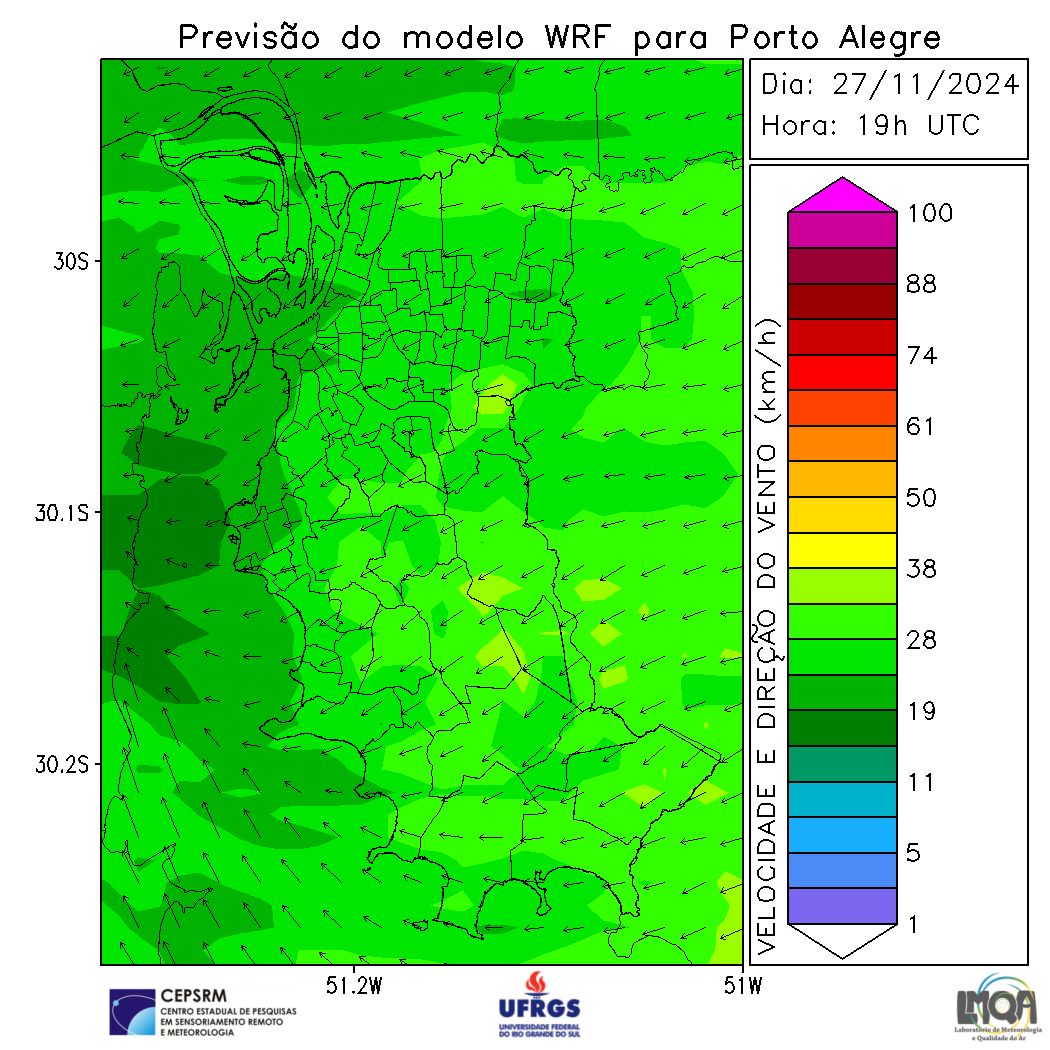 Previsão do modelo WRF para Porto Alegre
Dia: 27/11/2024
Hora: 19h UTC
30S
30.1S
30.2S
51.2W
51W
VELOCIDADE E DIREÇÃO DO VENTO (km/h)
100
88
74
61
50
38
28
19
11
5
1
CEPSRM
CENTRO ESTADUAL DE PESQUISAS
EM SENSORIAMENTO REMOTO
E METEOROLOGIA
UFRGS
UNIVERSIDADE FEDERAL
DO RIO GRANDE DO SUL
LMQA
Laboratório de Meteorologia
e Qualidade do Ar